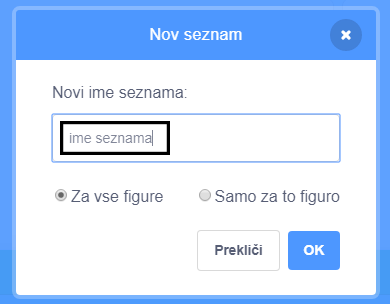 Nov seznam
Novi ime seznama:
ime seznama
Za vse figure
Samo za to figuro
Prekliči
OK